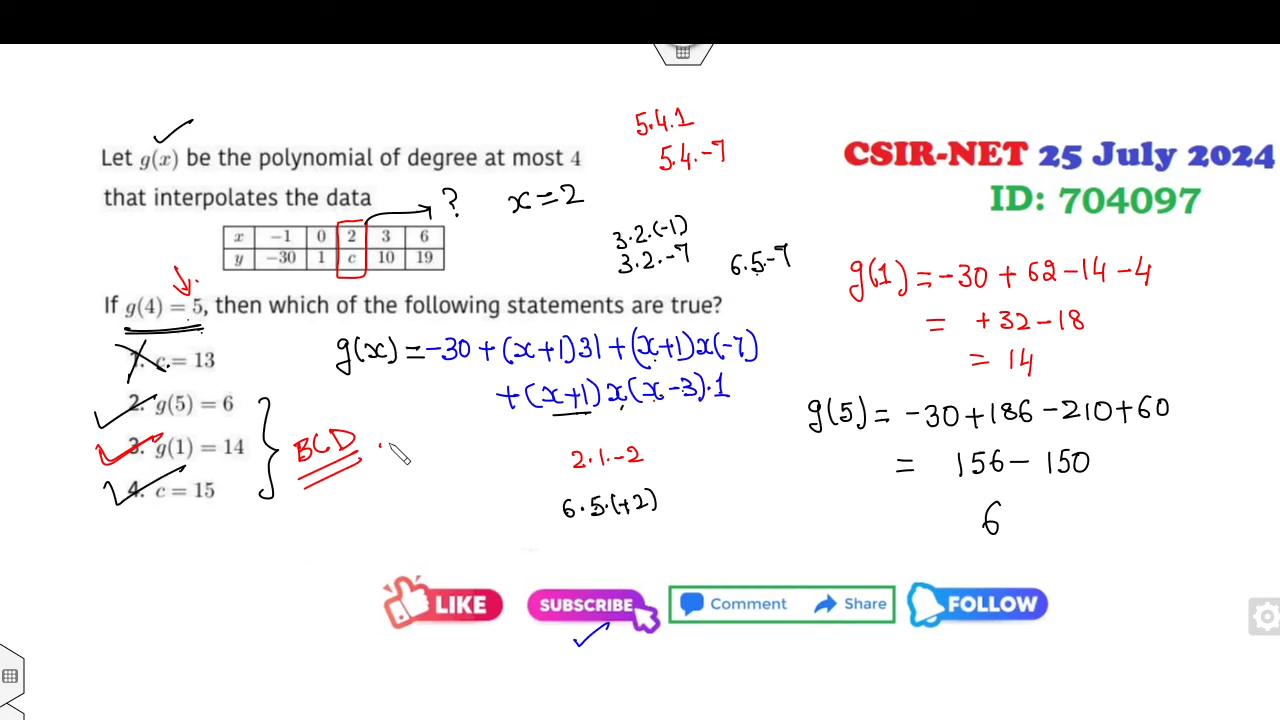 5.4.1
Let g(x) be the polynomial of degree at most 4
5.4.-7
CSIR-NET 25 July 2024
that interpolates the data
? x=2
ID: 704097
x -1 0 2 3 6
y -30 1 c 10 19
3.2.(-1)
3.2.-7
6.5.-7
g(1) = -30 + 62 - 14 - 4
If g(4) = 5, then which of the following statements are true?
= +32 - 18
1. c = 13
g(x) = -30 + (x+1)31 + (x+1)x(-7)
= 14
+ (x+1) x (x-3).1
2. g(5) = 6
g(5) = -30 + 186 - 210 + 60
3. g(1) = 14
BCD
2.1.-2
= 156 - 150
4. c = 15
6.5.(+2)
6
LIKE
SUBSCRIBE
Comment
Share
FOLLOW